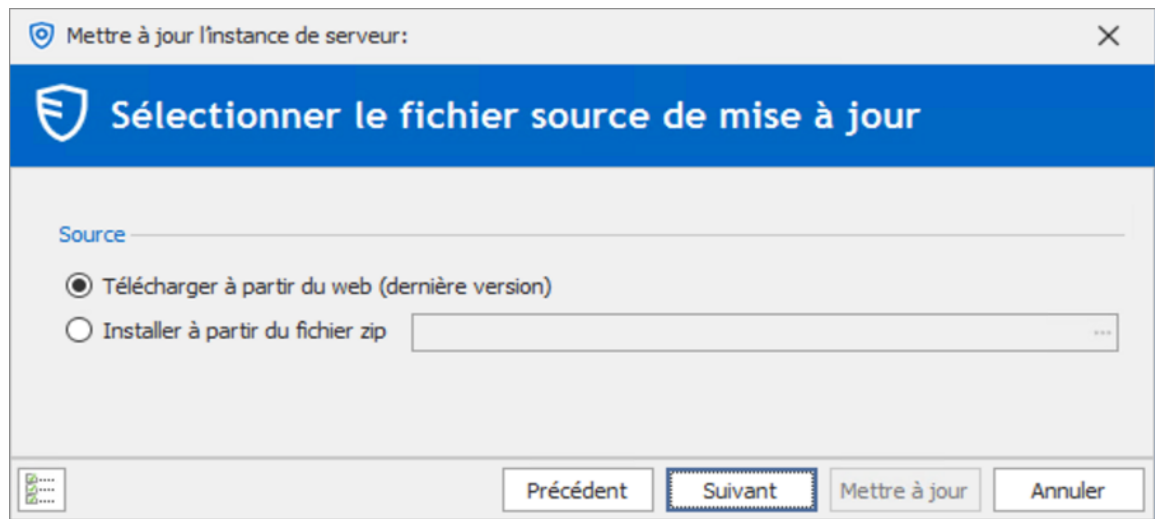 Mettre à jour l'instance de serveur:
Sélectionner le fichier source de mise à jour
Source
Télécharger à partir du web (dernière version)
Installer à partir du fichier zip
...
Précédent Suivant Mettre à jour Annuler